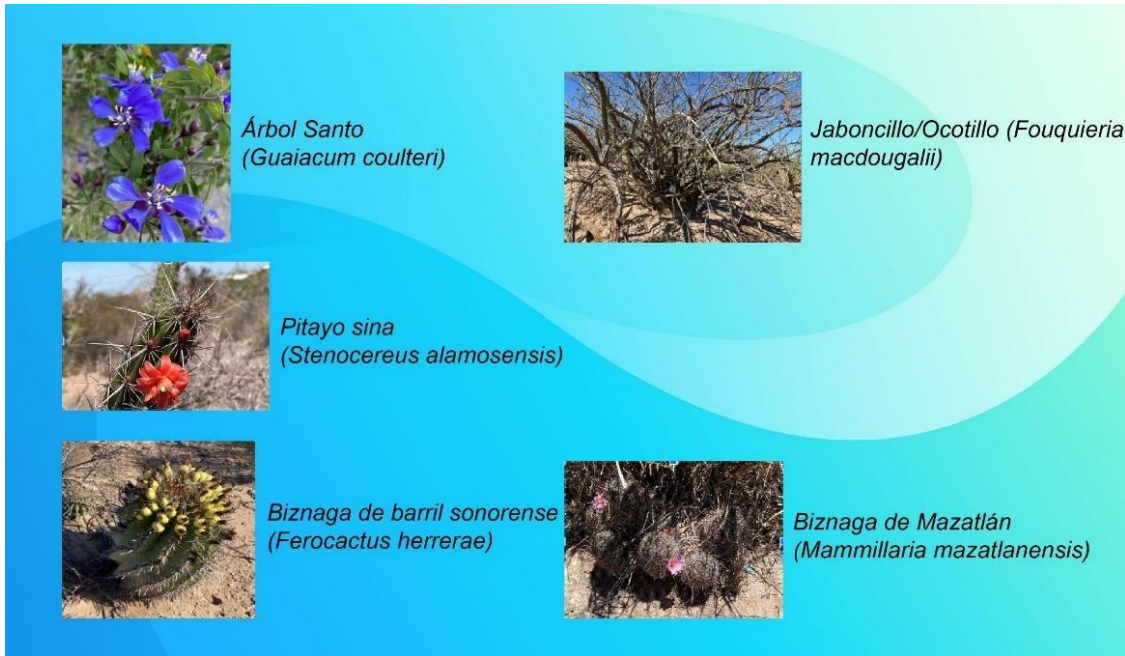 Árbol Santo
(Guaiacum coulteri)
Jaboncillo/Ocotillo (Fouquieria
macdougalii)
Pitayo sina
(Stenocereus alamosensis)
Biznaga de barril sonorense
(Ferocactus herrerae)
Biznaga de Mazatlán
(Mammillaria mazatlanensis)